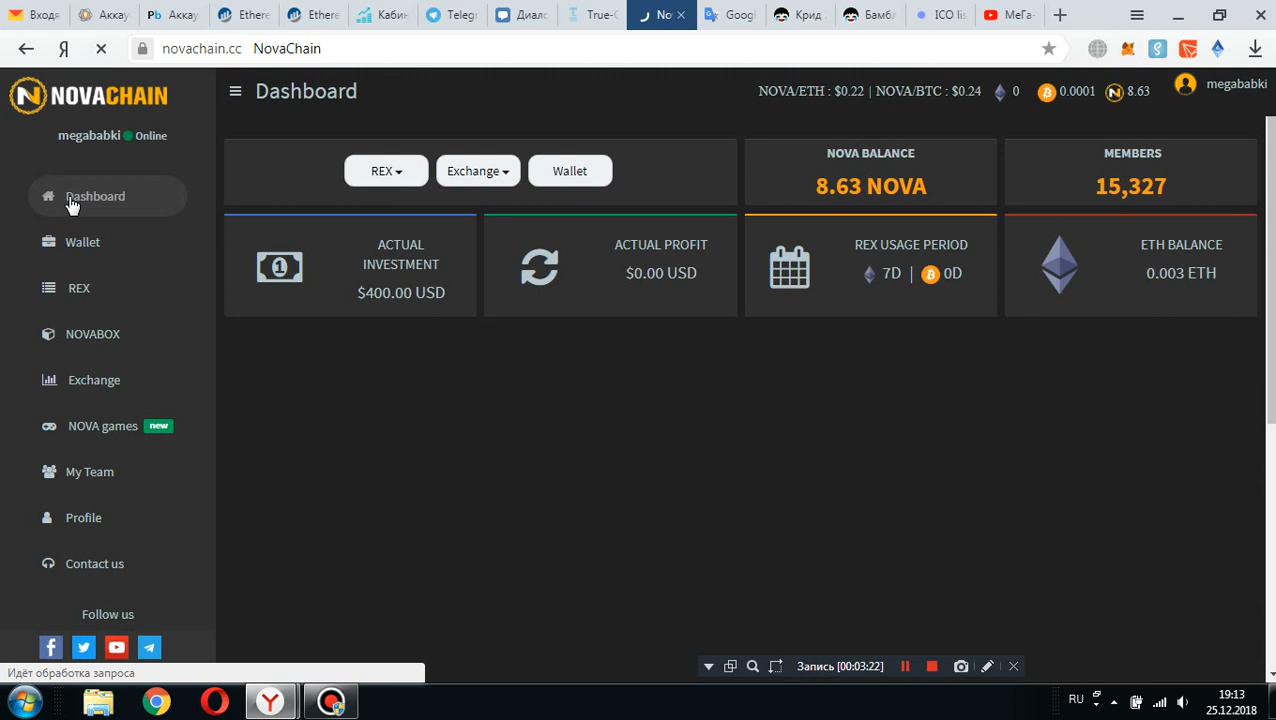 Входя
Аккау
Pb Аккау
Ethere
Ethere
Кабин
Telegr
Диало
True-C
No
Googl
Крид
Бамбл
ICO lis
МеГа-
Я novachain.cc NovaChain
NOVACHAIN
Dashboard
NOVA/ETH : $0.22 | NOVA/BTC : $0.24 0 0.0001 8.63 megababki
megababki Online
Dashboard
Wallet
REX
NOVABOX
Exchange
NOVA games new
My Team
Profile
Contact us
Follow us
REX Exchange Wallet
NOVA BALANCE
8.63 NOVA
MEMBERS
15,327
ACTUAL
INVESTMENT
$400.00 USD
ACTUAL PROFIT
$0.00 USD
REX USAGE PERIOD
7D | 0D
ETH BALANCE
0.003 ETH
Идёт обработка запроса
Запись [00:03:22]
RU
19:13
25.12.2018